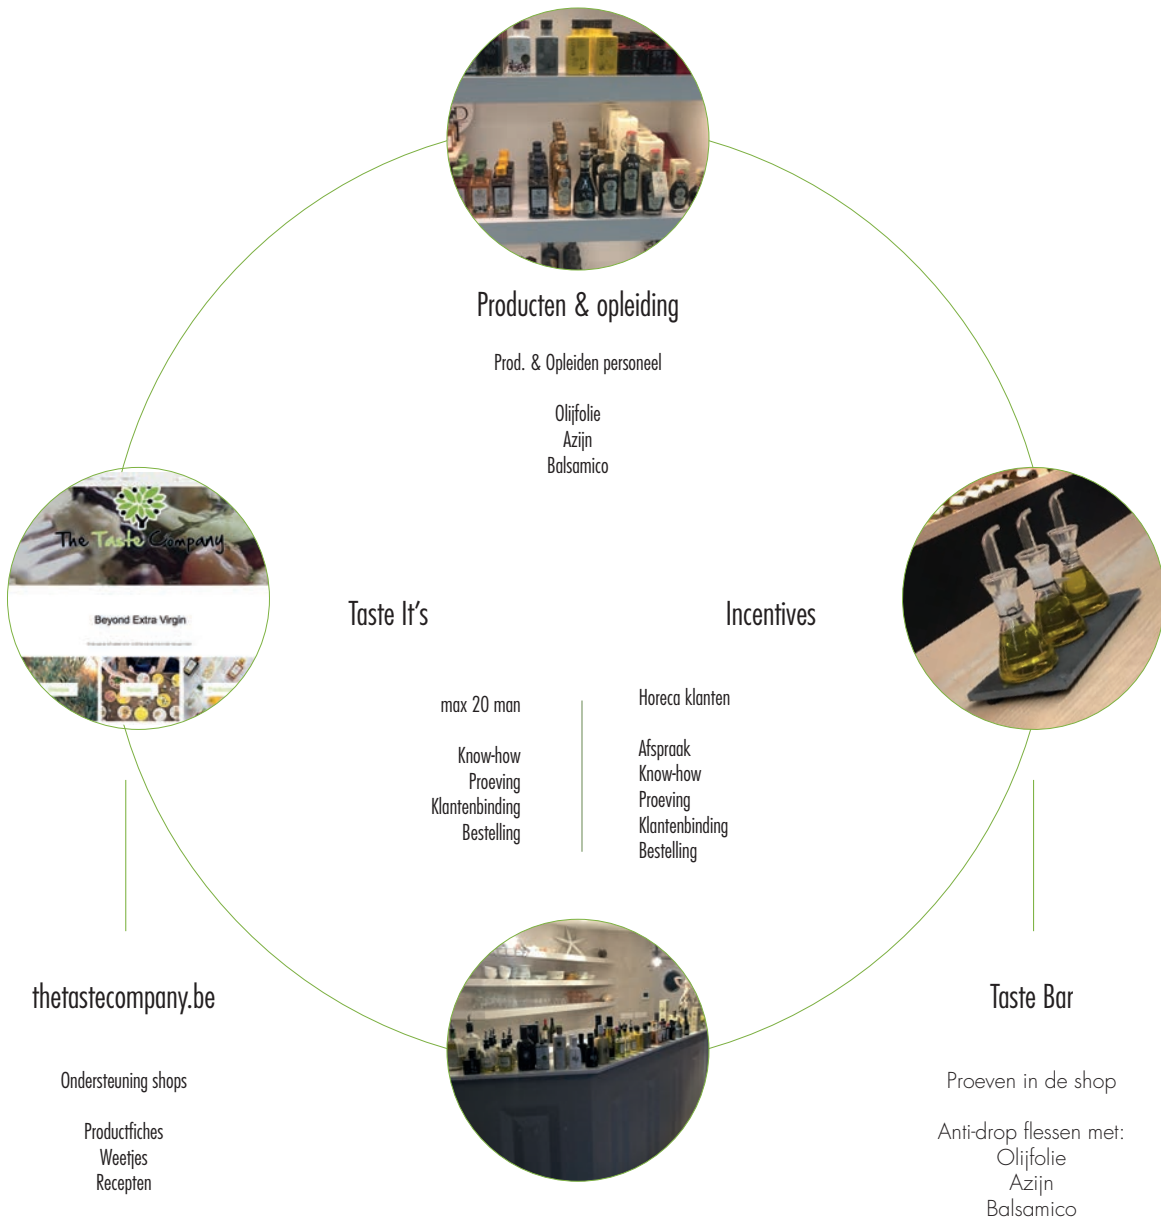 Producten & opleiding
Prod. & Opleiden personeel
Olijfolie
Azijn
Balsamico
The Taste Company
Beyond Extra Virgin
Taste It's
max 20 man
Know-how
Proeving
Klantenbinding
Bestelling
Incentives
Horeca klanten
Afspraak
Know-how
Proeving
Klantenbinding
Bestelling
thetastecompany.be
Ondersteuning shops
Productfiches
Weetjes
Recepten
Taste Bar
Proeven in de shop
Anti-drop flessen met:
Olijfolie
Azijn
Balsamico